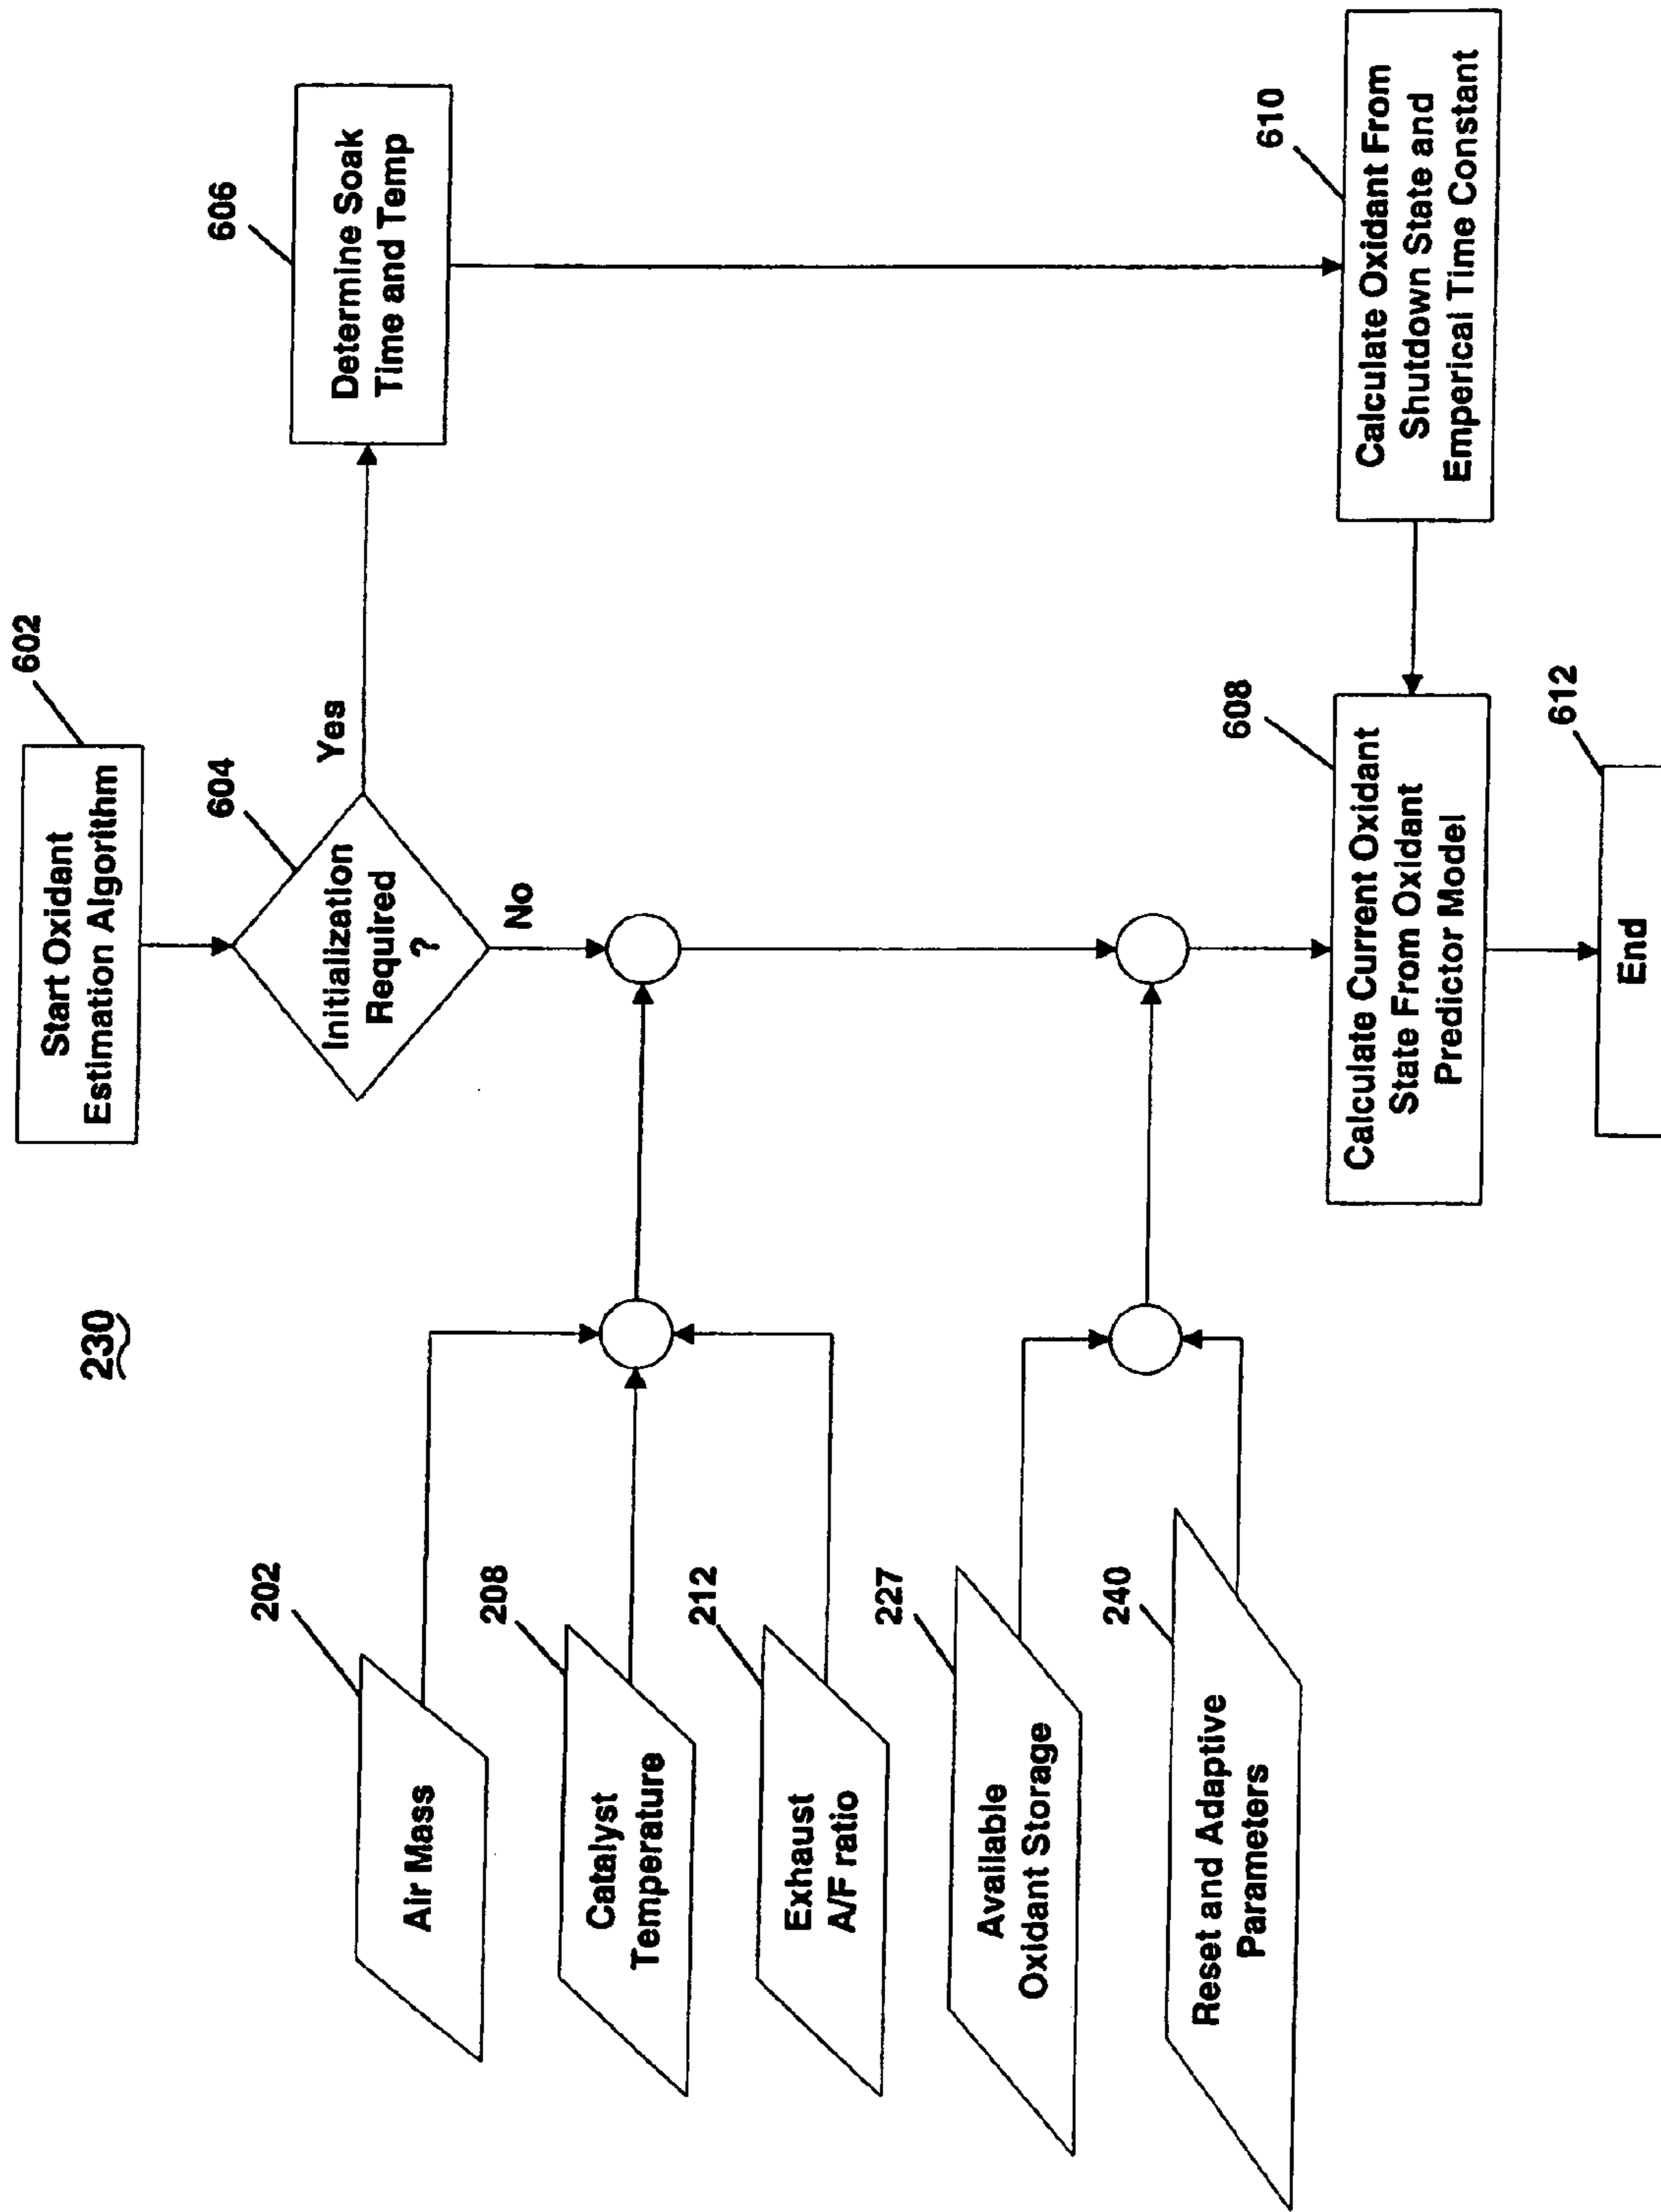 230
602
Start Oxidant
Estimation Algorithm
604
Initialization
Required
?
Yes
No
606
Determine Soak
Time and Temp
202
Air Mass
208
Catalyst
Temperature
212
Exhaust
A/F ratio
227
Available
Oxidant Storage
240
Reset and Adaptive
Parameters
608
Calculate Current Oxidant
State From Oxidant
Predictor Model
610
Calculate Oxidant From
Shutdown State and
Emperical Time Constant
612
End